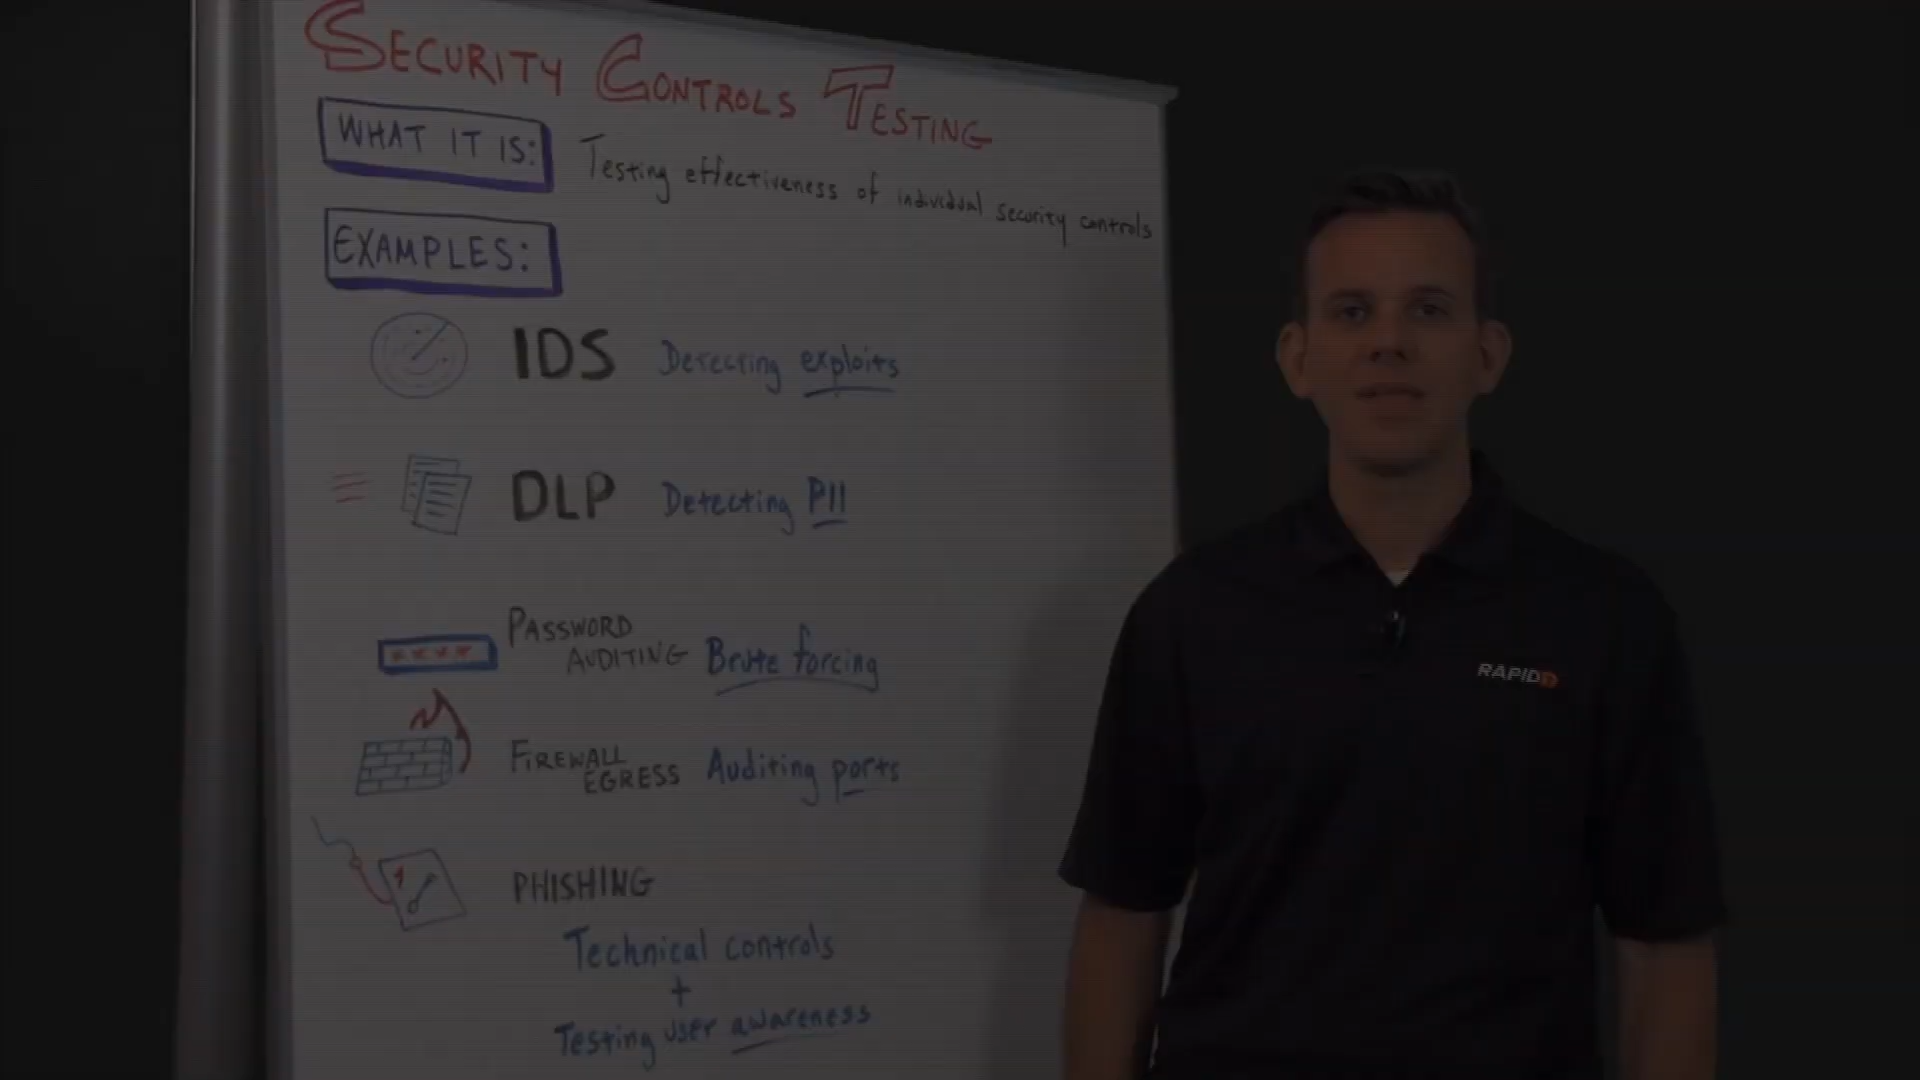 SECURITY CONTROLS TESTING
WHAT IT IS: Testing effectiveness of individual security controls
EXAMPLES:
IDS Detecting exploits
DLP Detecting PII
PASSWORD
AUDITING Brute forcing
FIREWALL
EGRESS Auditing ports
PHISHING
Technical controls
+
Testing user awareness
RAPID7